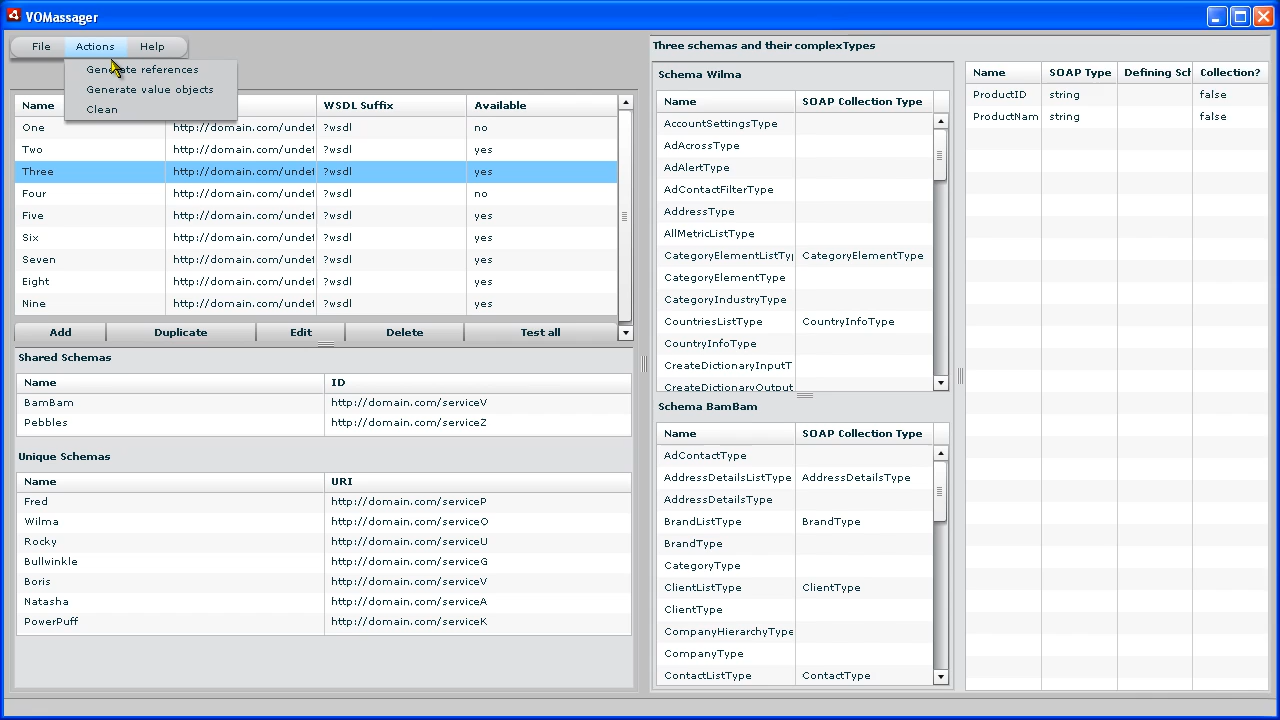 VOMassager
File Actions Help
Generate references
Generate value objects
Clean
Name WSDL Suffix Available
One http://domain.com/undef ?wsdl no
Two http://domain.com/undef ?wsdl yes
Three http://domain.com/undef ?wsdl yes
Four http://domain.com/undef ?wsdl no
Five http://domain.com/undef ?wsdl yes
Six http://domain.com/undef ?wsdl yes
Seven http://domain.com/undef ?wsdl yes
Eight http://domain.com/undef ?wsdl yes
Nine http://domain.com/undef ?wsdl yes
Add Duplicate Edit Delete Test all
Shared Schemas
Name ID
BamBam http://domain.com/serviceV
Pebbles http://domain.com/serviceZ
Unique Schemas
Name URI
Fred http://domain.com/serviceP
Wilma http://domain.com/serviceO
Rocky http://domain.com/serviceU
Bullwinkle http://domain.com/serviceG
Boris http://domain.com/serviceV
Natasha http://domain.com/serviceA
PowerPuff http://domain.com/serviceK
Three schemas and their complexTypes
Schema Wilma
Name SOAP Collection Type
AccountSettingsType
AdAcrossType
AdAlertType
AdContactFilterType
AddressType
AllMetricListType
CategoryElementListTy CategoryElementType
CategoryElementType
CategoryIndustryType
CountriesListType CountryInfoType
CountryInfoType
CreateDictionaryInputT
CreateDictionaryOutput
Schema BamBam
Name SOAP Collection Type
AdContactType
AddressDetailsListType AddressDetailsType
AddressDetailsType
BrandListType BrandType
BrandType
CategoryType
ClientListType ClientType
ClientType
CompanyHierarchyType
CompanyType
ContactListType ContactType
Name SOAP Type Defining Scl Collection?
ProductID string false
ProductNam string false